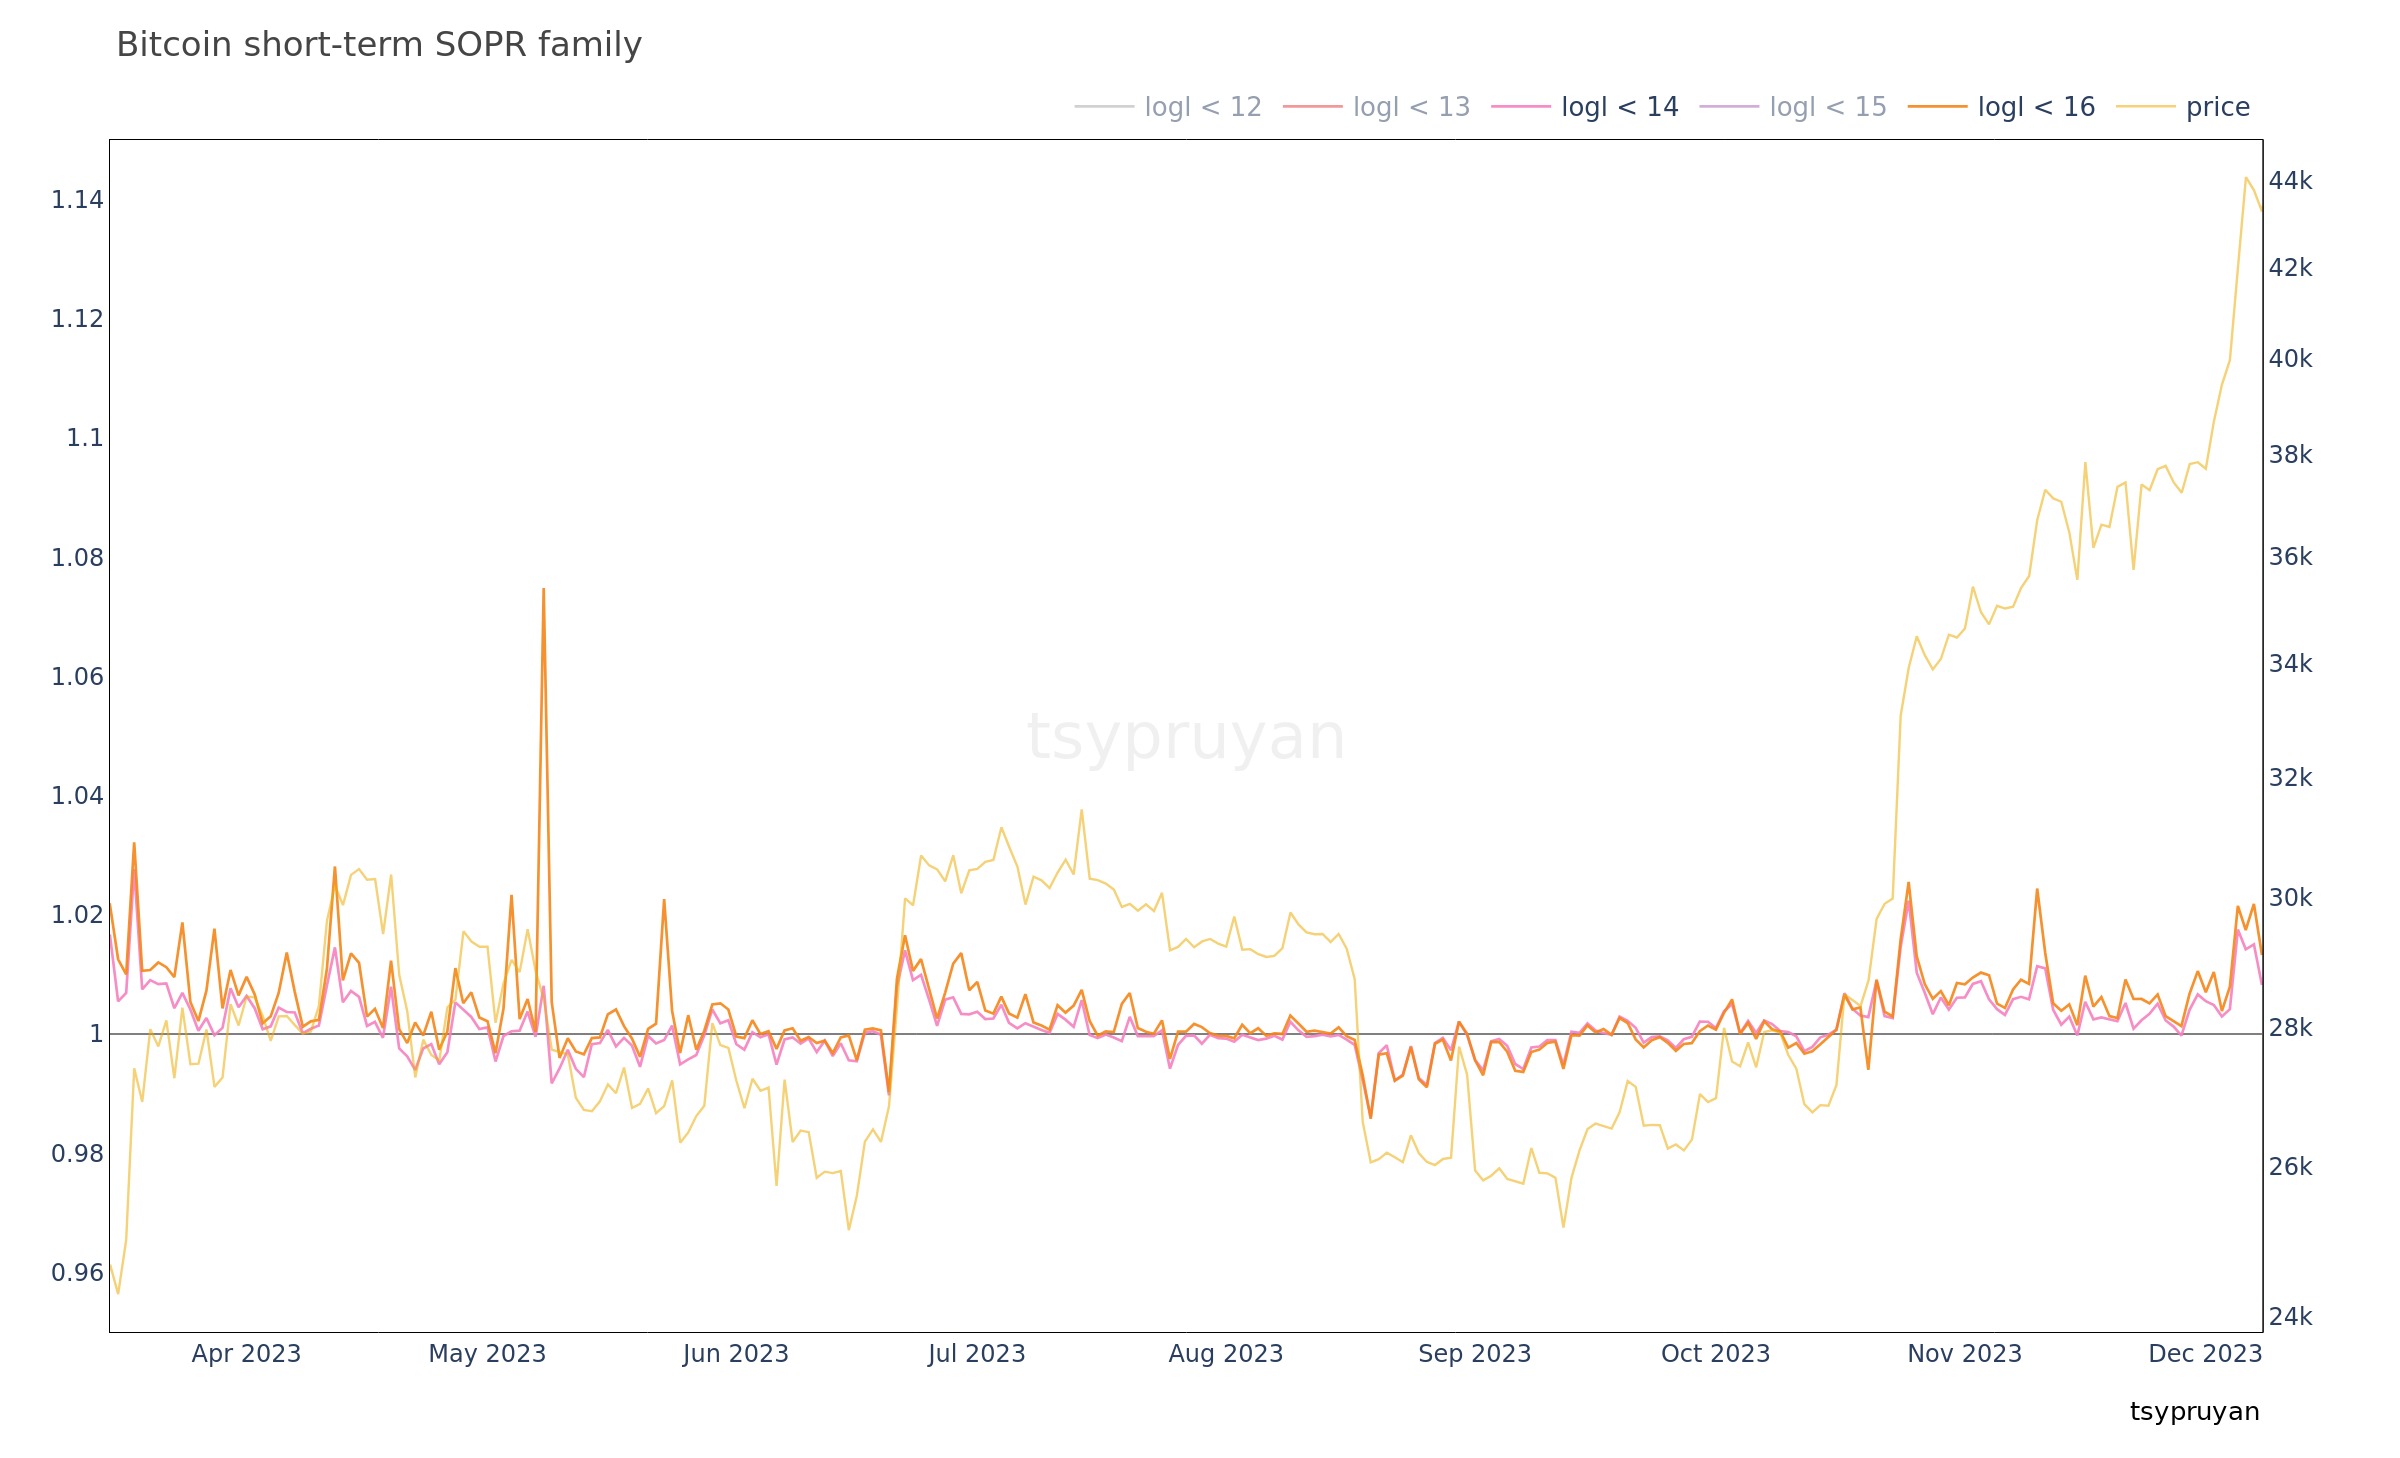 Bitcoin short-term SOPR family
logl < 12 logl < 13 logl < 14 logl < 15 logl < 16 price
1.14
1.12
1.1
1.08
1.06
1.04
1.02
1
0.98
0.96
44k
42k
40k
38k
36k
34k
32k
30k
28k
26k
24k
tsypruyan
Apr 2023 May 2023 Jun 2023 Jul 2023 Aug 2023 Sep 2023 Oct 2023 Nov 2023 Dec 2023
tsypruyan